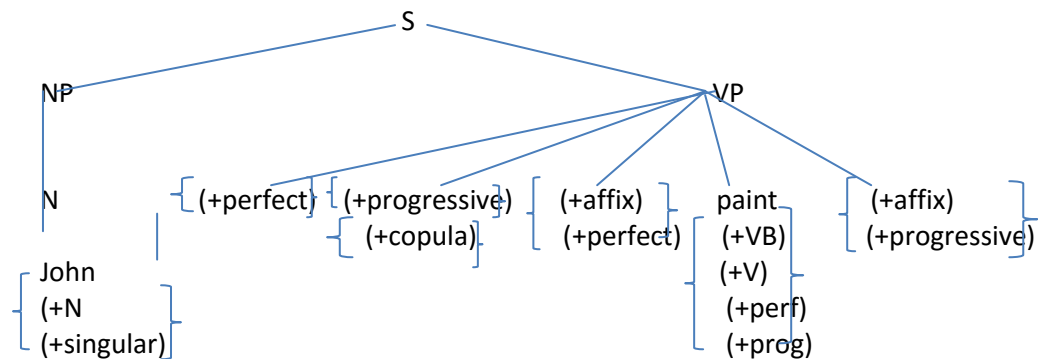 S
NP VP
N (+perfect) (+progressive) (+affix) paint (+affix)
(+copula) (+perfect) (+VB) (+progressive)
John (+V)
(+N (+perf)
(+singular) (+prog)